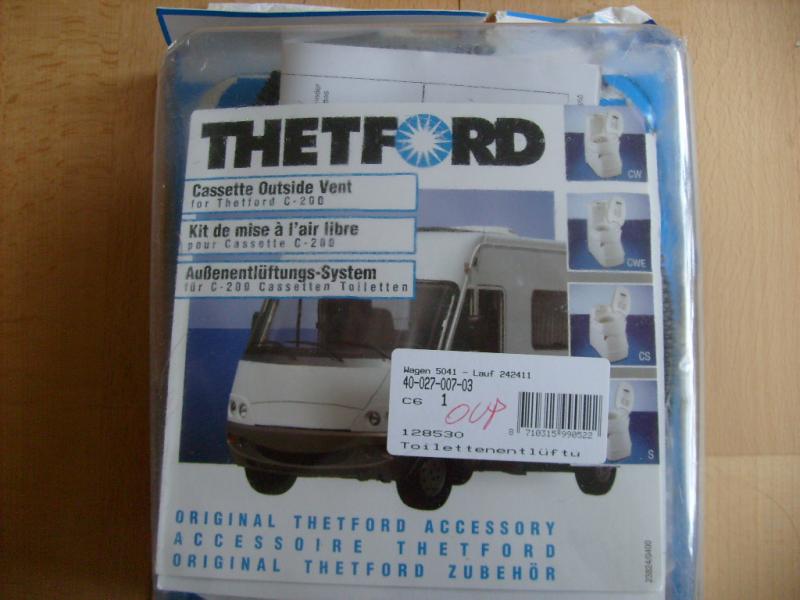 THETFORD
Cassette Outside Vent
for Thetford C-200
Kit de mise à l'air libre
pour Cassette C-200
Außenentlüftungs-System
für C-200 Cassetten Toiletten
CW
CWE
CS
S
Wagen 5041 - Lauf 242411
40-027-007-03
C6 1
128530
8 710315 990522
Toilettenentlüftu
ORIGINAL THETFORD ACCESSORY
ACCESSOIRE THETFORD
ORIGINAL THETFORD ZUBEHÖR
23824/0400